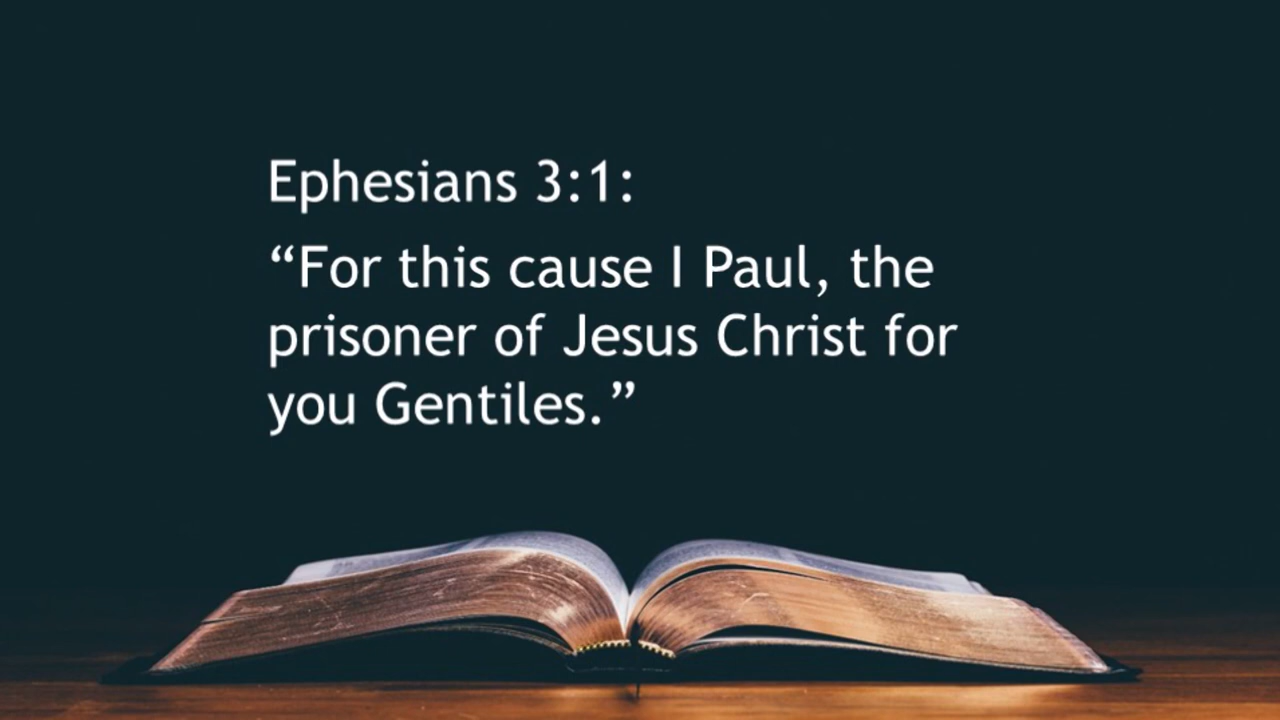 Ephesians 3:1:
“For this cause I Paul, the
prisoner of Jesus Christ for
you Gentiles.”